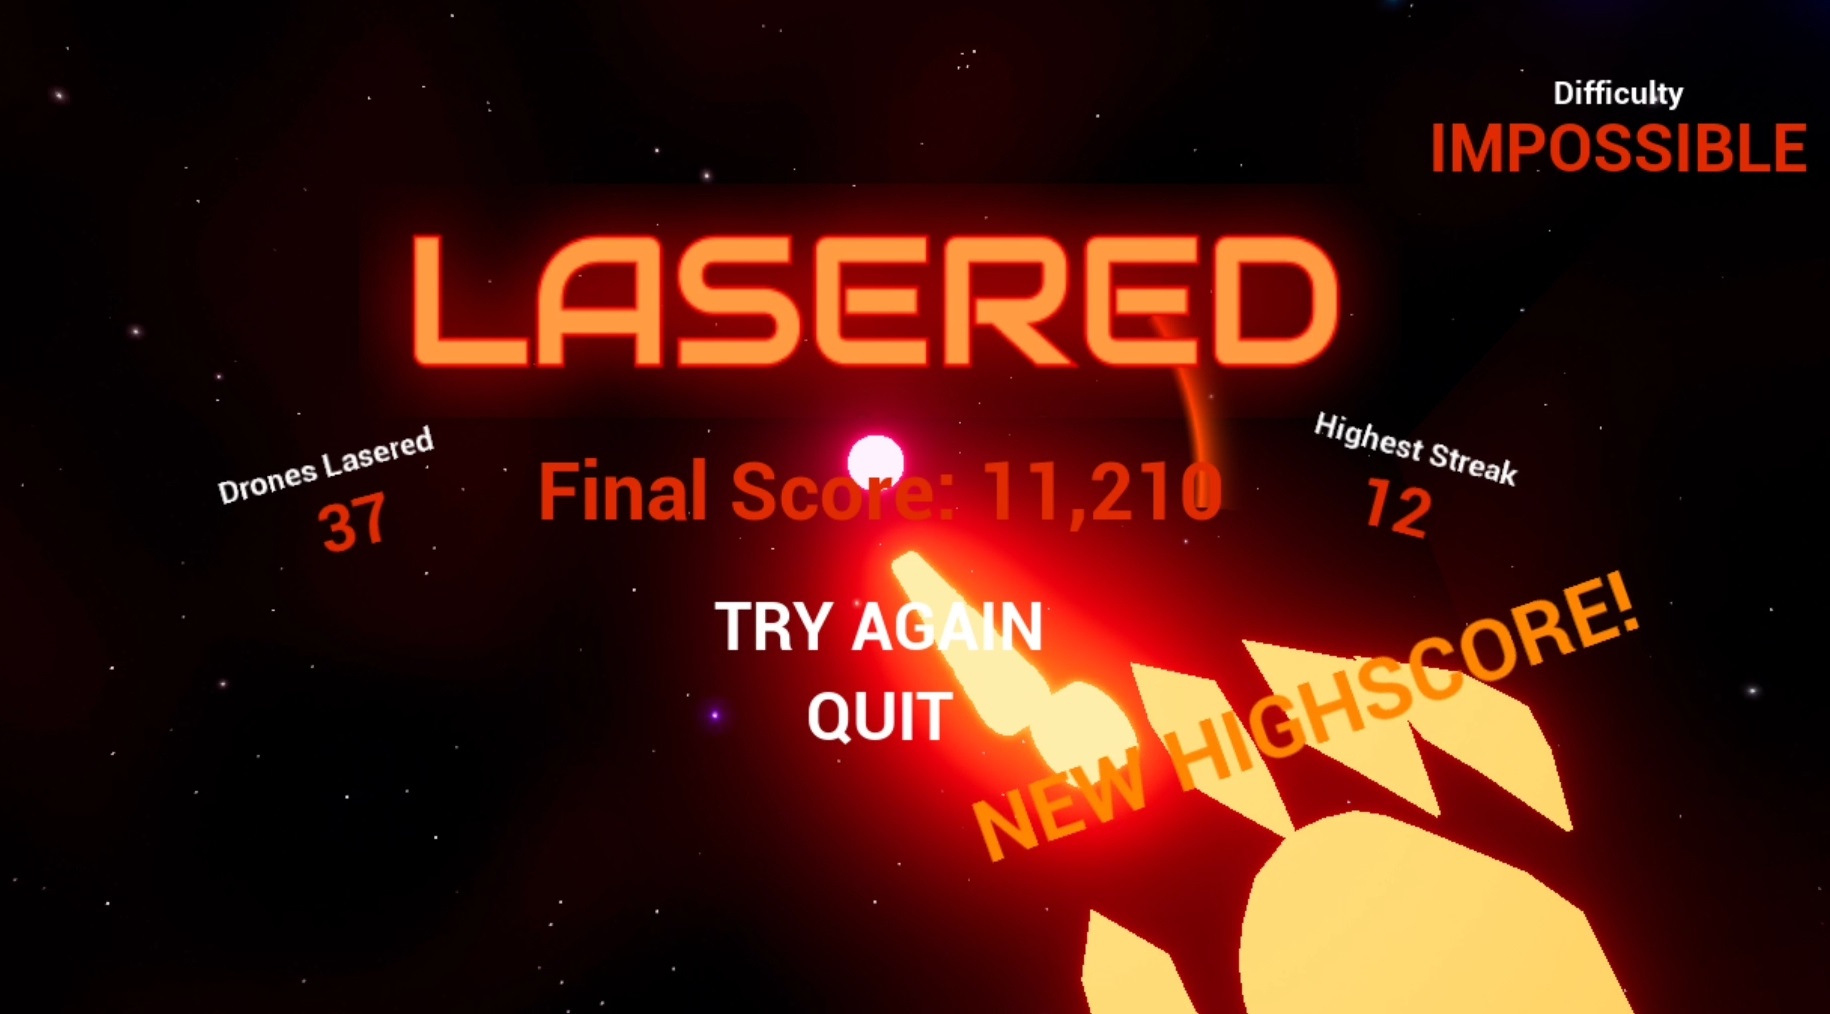 Difficulty
IMPOSSIBLE
LASERED
Drones Lasered
37
Final Score: 11,210
Highest Streak
12
TRY AGAIN
QUIT
NEW HIGHSCORE!